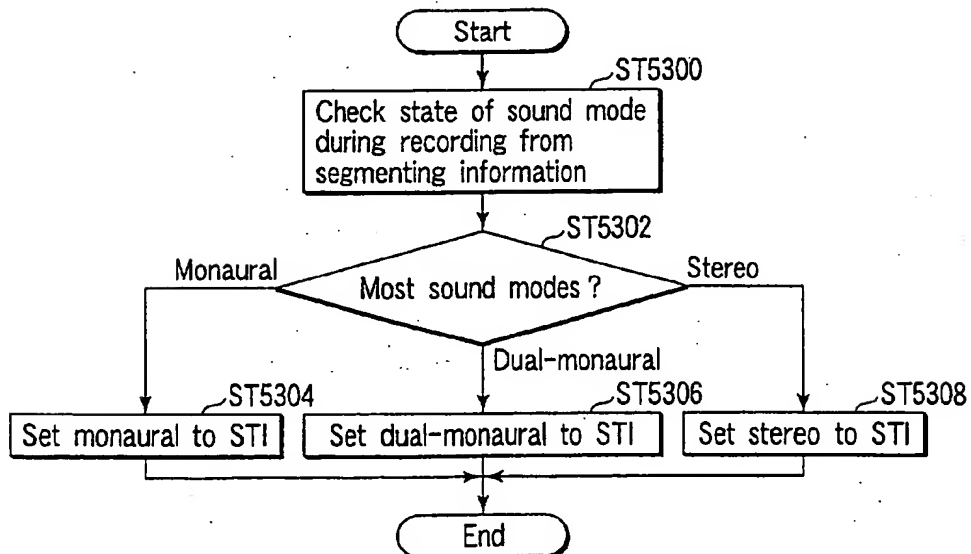 Start
ST5300
Check state of sound mode
during recording from
segmenting information
ST5302
Monaural
Most sound modes ?
Stereo
Dual-monaural
ST5304
Set monaural to STI
ST5306
Set dual-monaural to STI
ST5308
Set stereo to STI
End